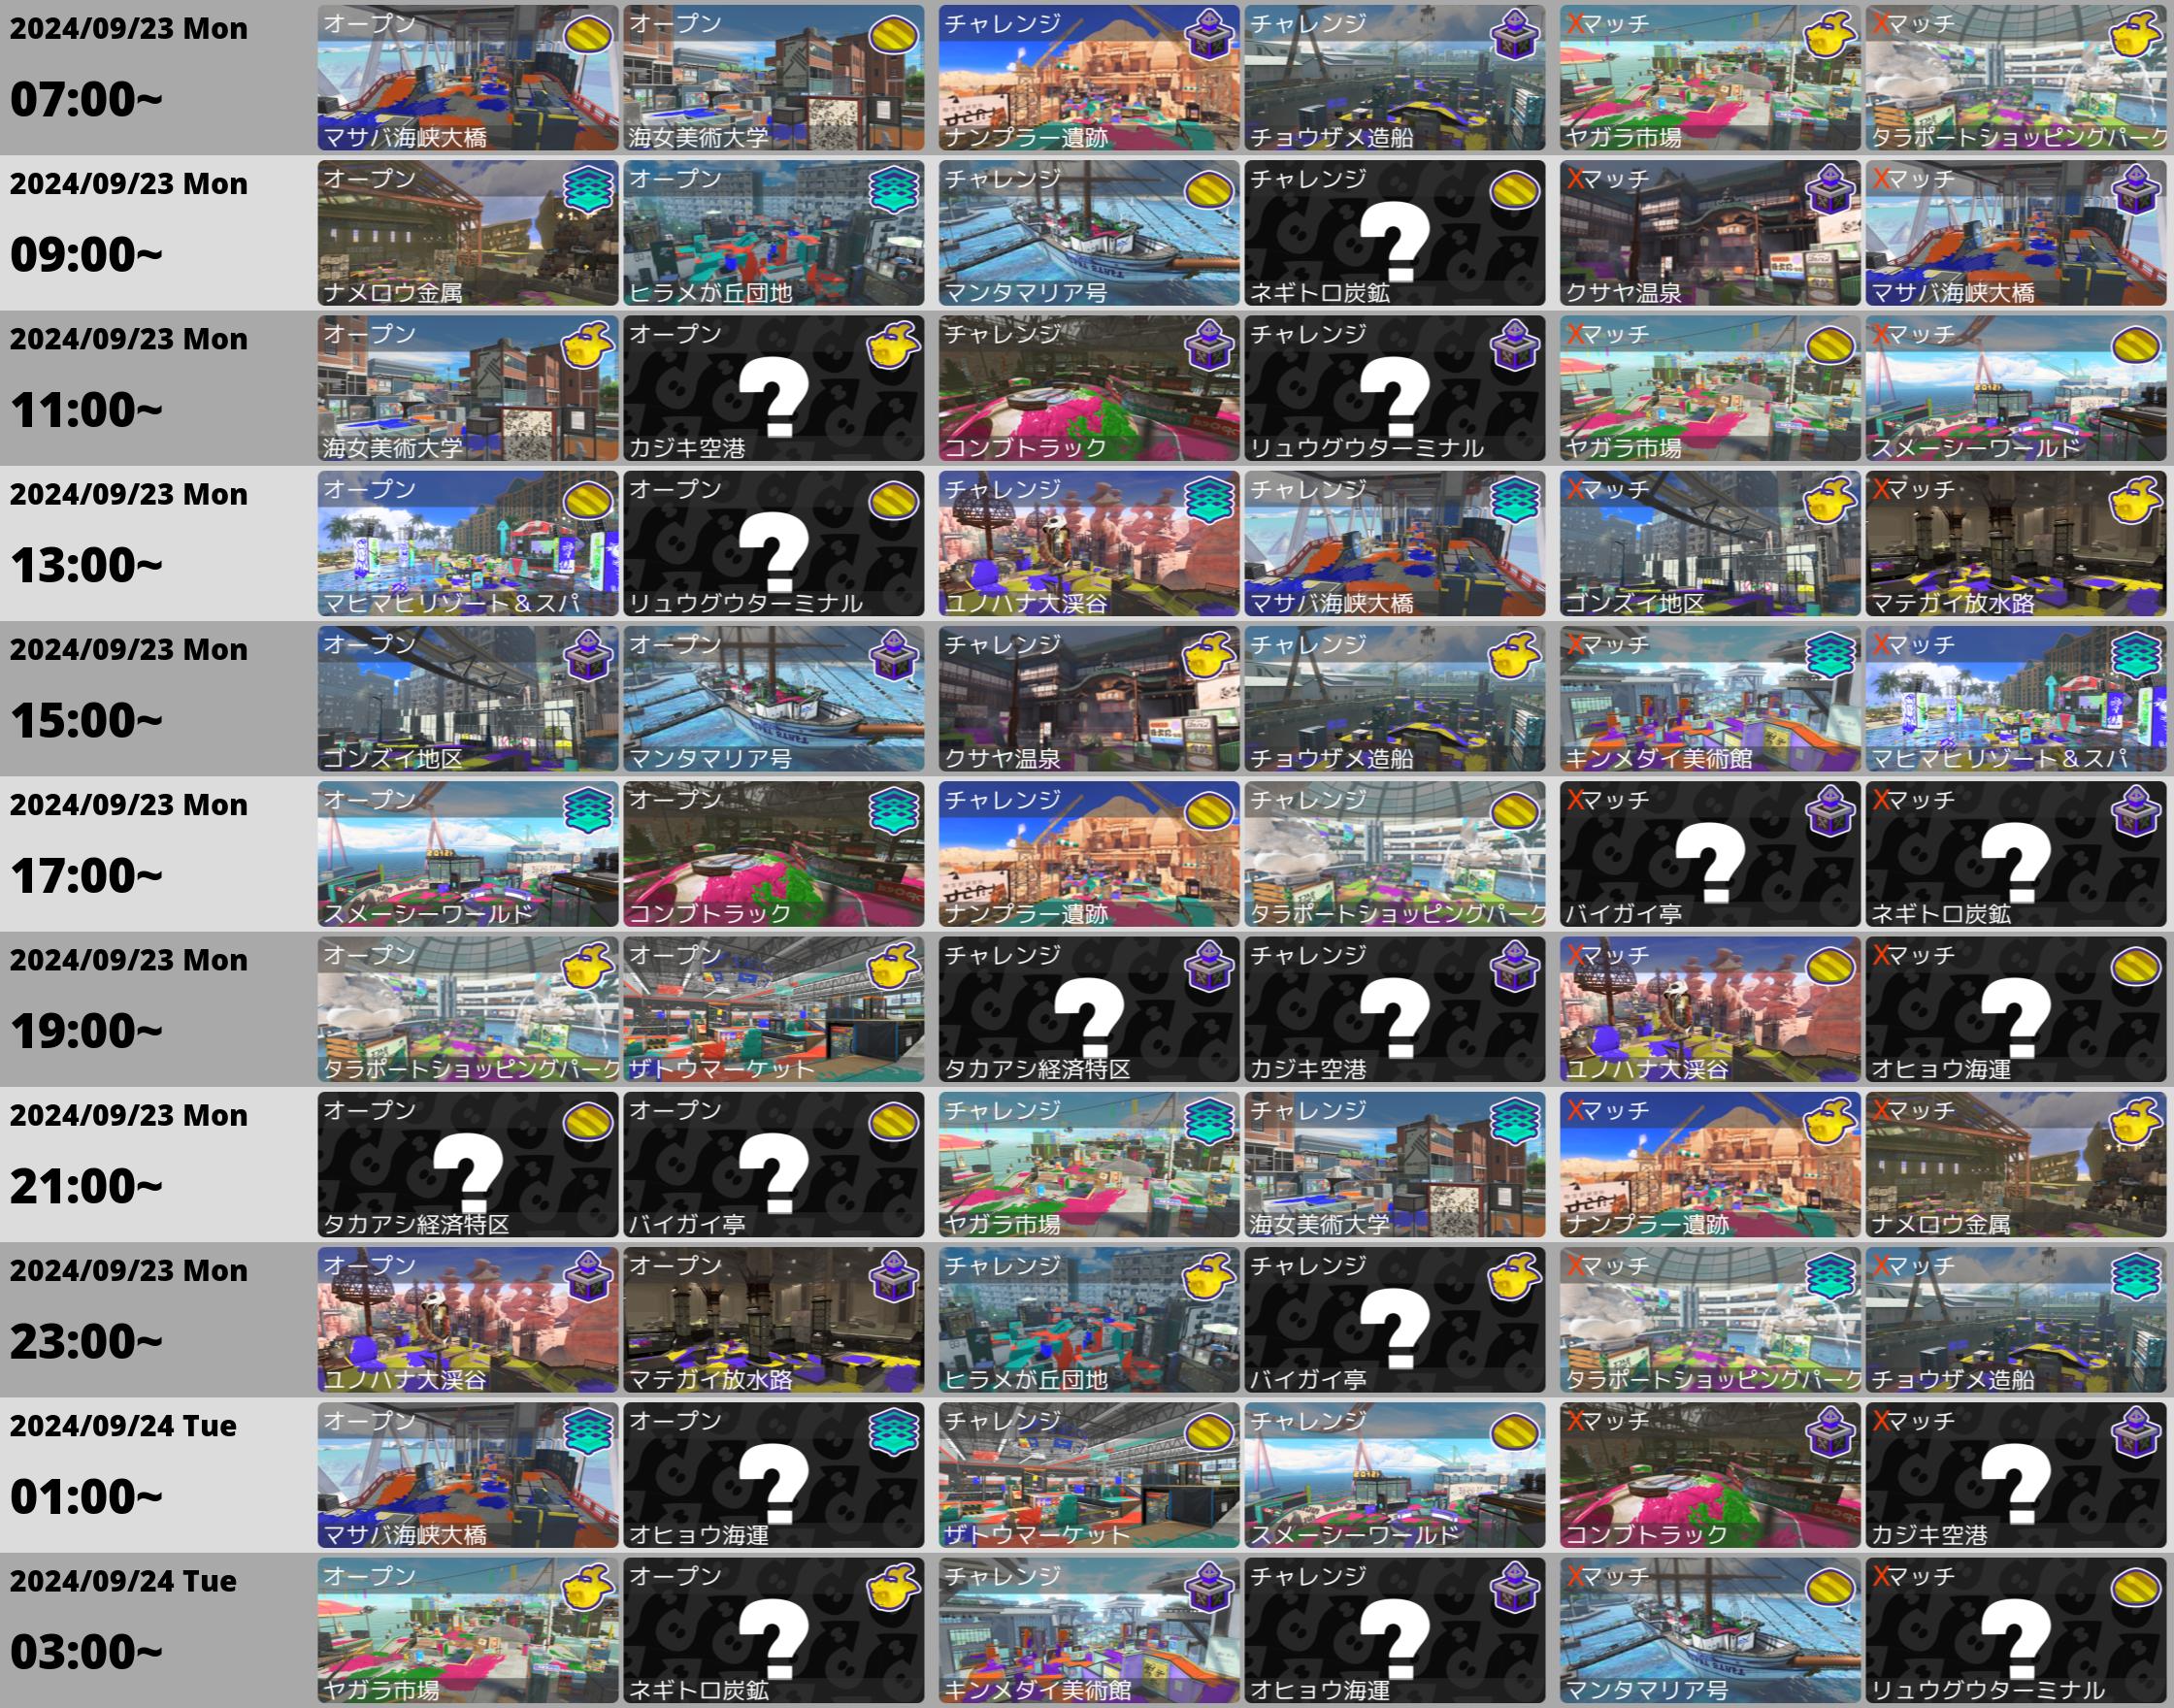 2024/09/23 Mon
07:00~
オープン オープン チャレンジ チャレンジ Xマッチ Xマッチ
マサバ海峡大橋 海女美術大学 ナンプラー遺跡 チョウザメ造船 ヤガラ市場 タラポートショッピングパーク
2024/09/23 Mon
09:00~
オープン オープン チャレンジ チャレンジ Xマッチ Xマッチ
ナメロウ金属 ヒラメが丘団地 マンタマリア号 ネギトロ炭鉱 クサヤ温泉 マサバ海峡大橋
2024/09/23 Mon
11:00~
オープン オープン チャレンジ チャレンジ Xマッチ Xマッチ
海女美術大学 カジキ空港 コンブトラック リュウグウターミナル ヤガラ市場 スメーシーワールド
2024/09/23 Mon
13:00~
オープン オープン チャレンジ チャレンジ Xマッチ Xマッチ
マヒマヒリゾート&スパ リュウグウターミナル ユノハナ大渓谷 マサバ海峡大橋 ゴンズイ地区 マテガイ放水路
2024/09/23 Mon
15:00~
オープン オープン チャレンジ チャレンジ Xマッチ Xマッチ
ゴンズイ地区 マンタマリア号 クサヤ温泉 チョウザメ造船 キンメダイ美術館 マヒマヒリゾート&スパ
2024/09/23 Mon
17:00~
オープン オープン チャレンジ チャレンジ Xマッチ Xマッチ
スメーシーワールド コンブトラック ナンプラー遺跡 タラポートショッピングパーク バイガイ亭 ネギトロ炭鉱
2024/09/23 Mon
19:00~
オープン オープン チャレンジ チャレンジ Xマッチ Xマッチ
タラポートショッピングパーク ザトウマーケット タカアシ経済特区 カジキ空港 ユノハナ大渓谷 オヒョウ海運
2024/09/23 Mon
21:00~
オープン オープン チャレンジ チャレンジ Xマッチ Xマッチ
タカアシ経済特区 バイガイ亭 ヤガラ市場 海女美術大学 ナンプラー遺跡 ナメロウ金属
2024/09/23 Mon
23:00~
オープン オープン チャレンジ チャレンジ Xマッチ Xマッチ
ユノハナ大渓谷 マテガイ放水路 ヒラメが丘団地 バイガイ亭 タラポートショッピングパーク チョウザメ造船
2024/09/24 Tue
01:00~
オープン オープン チャレンジ チャレンジ Xマッチ Xマッチ
マサバ海峡大橋 オヒョウ海運 ザトウマーケット スメーシーワールド コンブトラック カジキ空港
2024/09/24 Tue
03:00~
オープン オープン チャレンジ チャレンジ Xマッチ Xマッチ
ヤガラ市場 ネギトロ炭鉱 キンメダイ美術館 オヒョウ海運 マンタマリア号 リュウグウターミナル